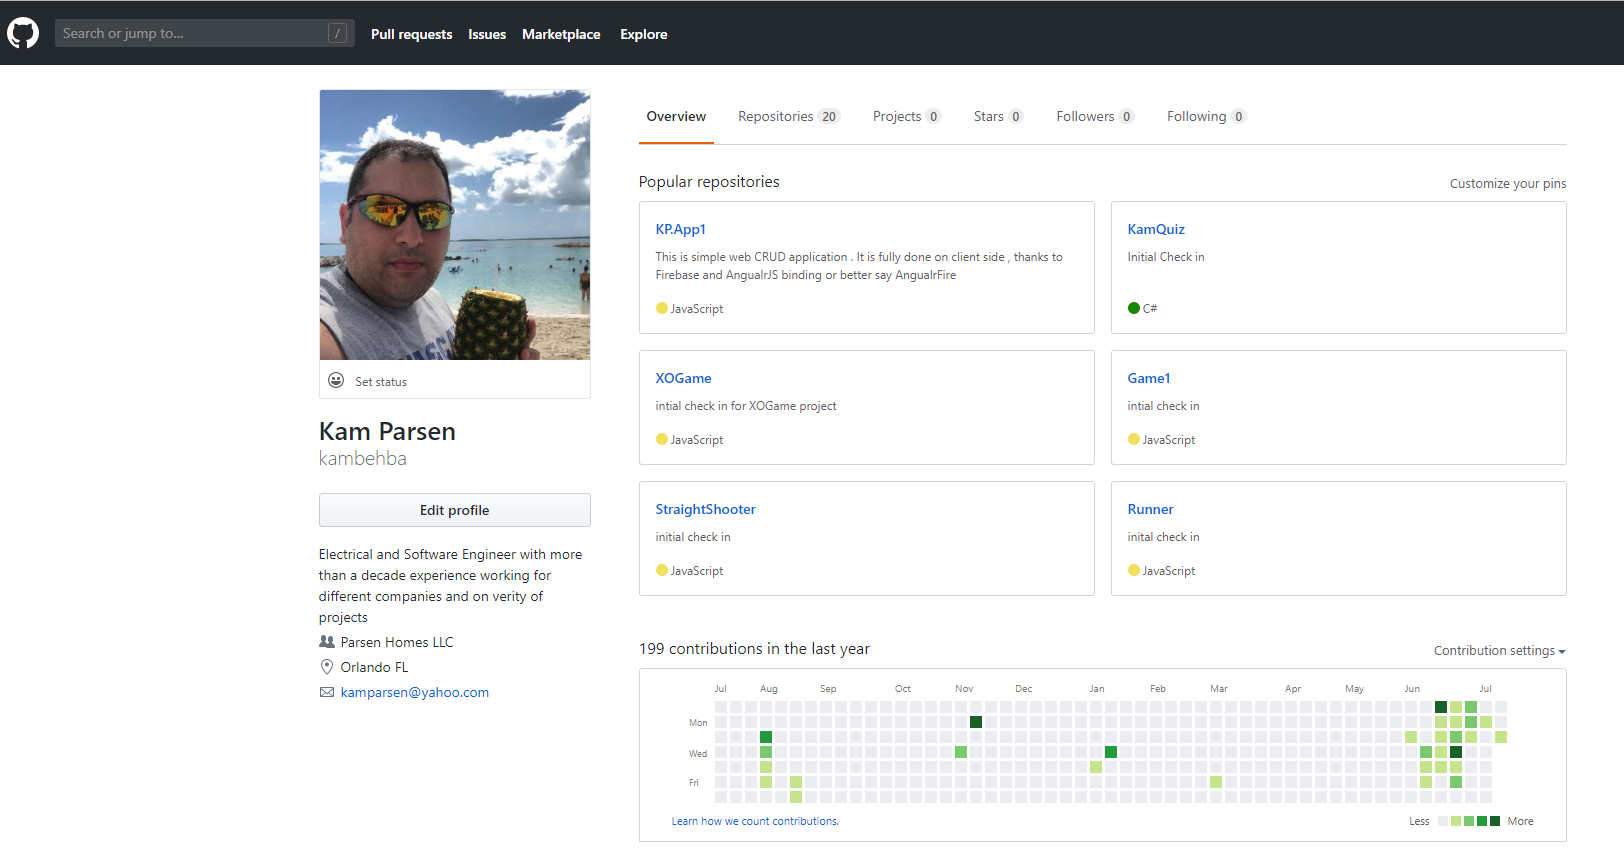 Search or jump to... /
Pull requests Issues Marketplace Explore
Overview Repositories 20 Projects 0 Stars 0 Followers 0 Following 0
Set status
Kam Parsen
kambehba
Edit profile
Electrical and Software Engineer with more
than a decade experience working for
different companies and on verity of
projects
Parsen Homes LLC
Orlando FL
kamparsen@yahoo.com
Popular repositories
Customize your pins
KP.App1
This is simple web CRUD application . It is fully done on client side , thanks to
Firebase and AngualrJS binding or better say AngualrFire
JavaScript
KamQuiz
Initial Check in
C#
XOGame
intial check in for XOGame project
JavaScript
Game1
intial check in
JavaScript
StraightShooter
initial check in
JavaScript
Runner
inital check in
JavaScript
199 contributions in the last year
Contribution settings
Jul Aug Sep Oct Nov Dec Jan Feb Mar Apr May Jun Jul
Mon
Wed
Fri
Learn how we count contributions.
Less More